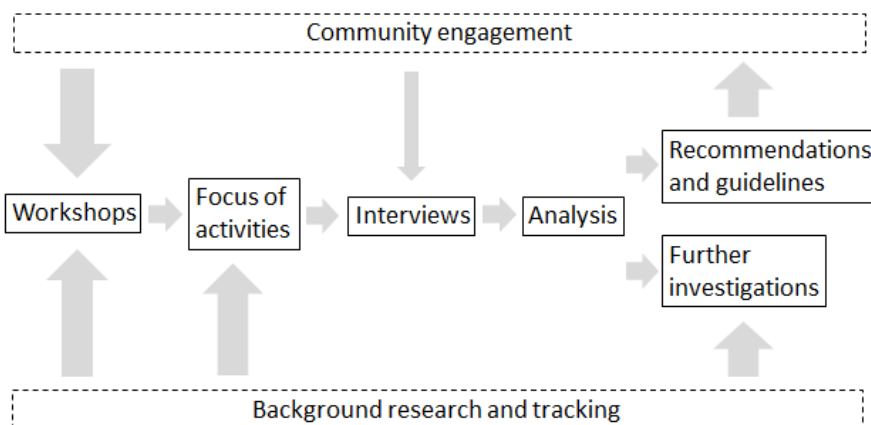 Community engagement
Workshops
Focus of
activities
Interviews
Analysis
Recommendations
and guidelines
Further
investigations
Background research and tracking